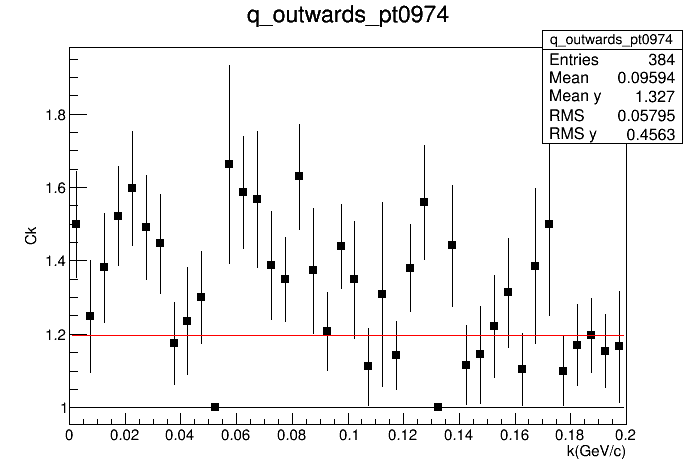 q_outwards_pt0974
q_outwards_pt0974
Entries 384
Mean 0.09594
Mean y 1.327
RMS 0.05795
RMS y 0.4563
Ck
1.8
1.6
1.4
1.2
1
0 0.02 0.04 0.06 0.08 0.1 0.12 0.14 0.16 0.18 0.2
k(GeV/c)